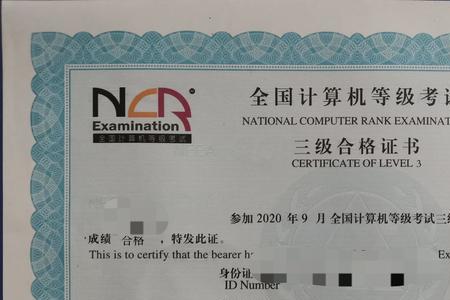 NCR
Examination
全国计算机等级考试
全国计算机等级考
NATIONAL COMPUTER RANK EXAMINA
三级合格证书
CERTIFICATE OF LEVEL 3
参加 2020 年 9 月 全国计算机等级考试三
成绩 合格 , 特发此证。
This is to certify that the bearer h
身份证
ID Number